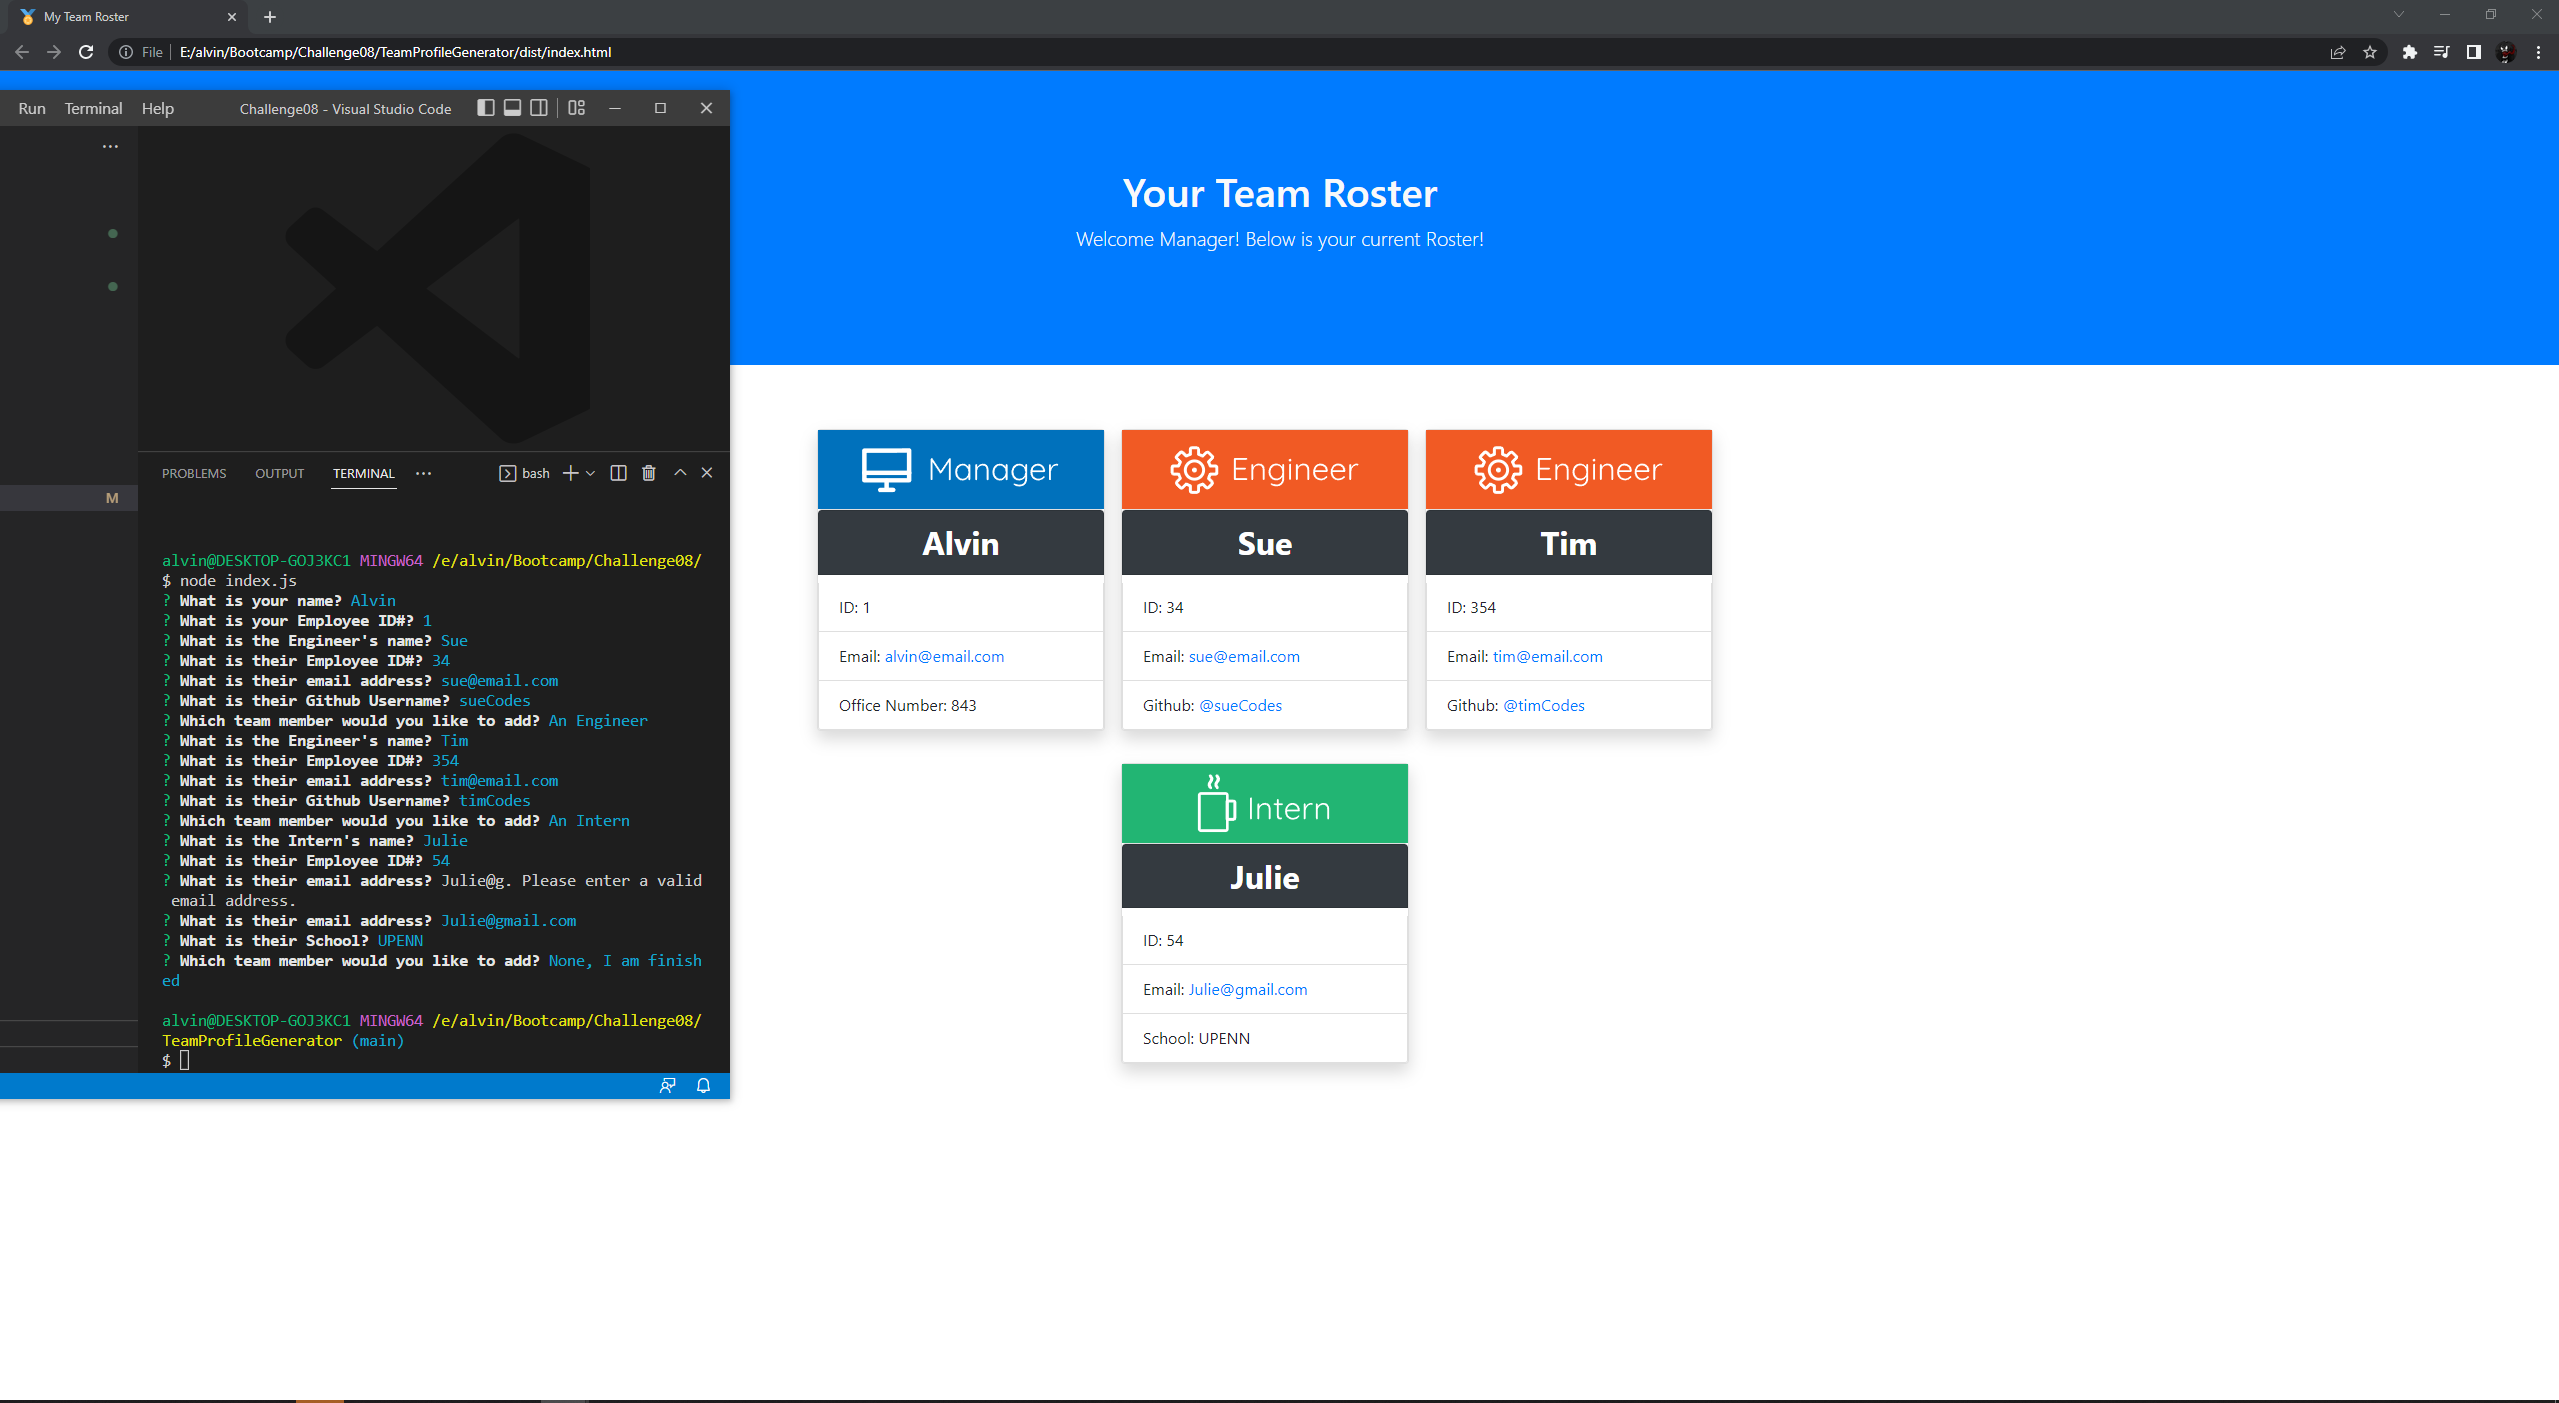 My Team Roster
File E:/alvin/Bootcamp/Challenge08/TeamProfileGenerator/dist/index.html
Run Terminal Help Challenge08 - Visual Studio Code
M
PROBLEMS OUTPUT TERMINAL bash
alvin@DESKTOP-GOJ3KC1 MINGW64 /e/alvin/Bootcamp/Challenge08/
$ node index.js
? What is your name? Alvin
? What is your Employee ID#? 1
? What is the Engineer's name? Sue
? What is their Employee ID#? 34
? What is their email address? sue@email.com
? What is their Github Username? sueCodes
? Which team member would you like to add? An Engineer
? What is the Engineer's name? Tim
? What is their Employee ID#? 354
? What is their email address? tim@email.com
? What is their Github Username? timCodes
? Which team member would you like to add? An Intern
? What is the Intern's name? Julie
? What is their Employee ID#? 54
? What is their email address? Julie@g. Please enter a valid
email address.
? What is their email address? Julie@gmail.com
? What is their School? UPENN
? Which team member would you like to add? None, I am finish
ed
alvin@DESKTOP-GOJ3KC1 MINGW64 /e/alvin/Bootcamp/Challenge08/
TeamProfileGenerator (main)
$
Your Team Roster
Welcome Manager! Below is your current Roster!
Manager
Alvin
ID: 1
Email: alvin@email.com
Office Number: 843
Engineer
Sue
ID: 34
Email: sue@email.com
Github: @sueCodes
Engineer
Tim
ID: 354
Email: tim@email.com
Github: @timCodes
Intern
Julie
ID: 54
Email: Julie@gmail.com
School: UPENN